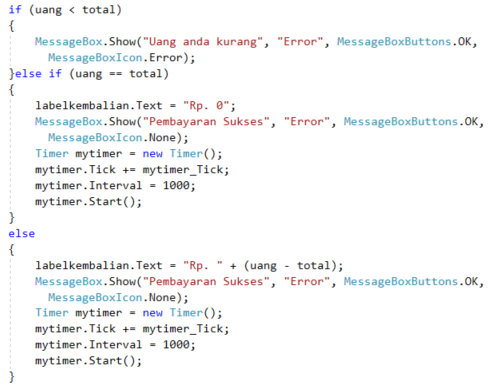 if (uang < total)
{
    MessageBox.Show("Uang anda kurang", "Error", MessageBoxButtons.OK,
      MessageBoxIcon.Error);
}else if (uang == total)
{
    labelkembalian.Text = "Rp. 0";
    MessageBox.Show("Pembayaran Sukses", "Error", MessageBoxButtons.OK,
      MessageBoxIcon.None);
    Timer mytimer = new Timer();
    mytimer.Tick += mytimer_Tick;
    mytimer.Interval = 1000;
    mytimer.Start();
}
else
{
    labelkembalian.Text = "Rp. " + (uang - total);
    MessageBox.Show("Pembayaran Sukses", "Error", MessageBoxButtons.OK,
      MessageBoxIcon.None);
    Timer mytimer = new Timer();
    mytimer.Tick += mytimer_Tick;
    mytimer.Interval = 1000;
    mytimer.Start();
}